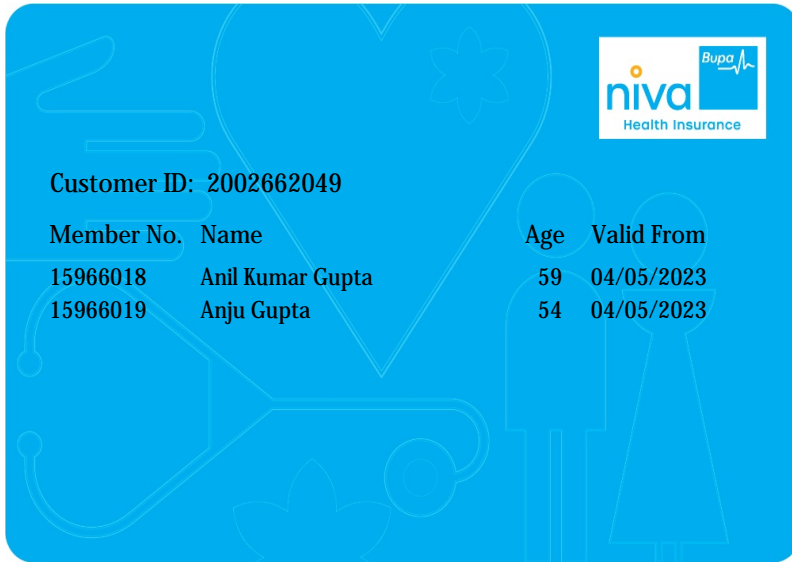 Bupa
niva
Health Insurance
Customer ID: 2002662049
Member No. Name Age Valid From
15966018 Anil Kumar Gupta 59 04/05/2023
15966019 Anju Gupta 54 04/05/2023